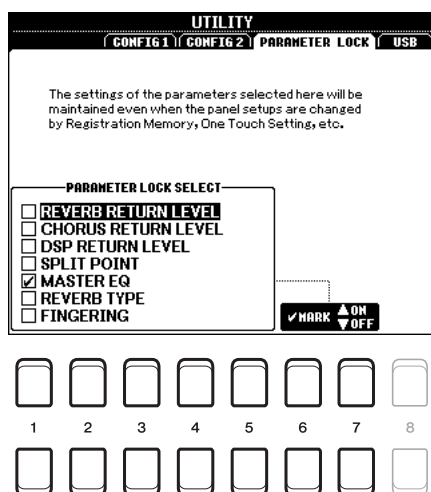 UTILITY
CONFIG 1 CONFIG 2 PARAMETER LOCK USB
The settings of the parameters selected here will be
maintained even when the panel setups are changed
by Registration Memory, One Touch Setting, etc.
PARAMETER LOCK SELECT
REVERB RETURN LEVEL
CHORUS RETURN LEVEL
DSP RETURN LEVEL
SPLIT POINT
MASTER EQ
REVERB TYPE
FINGERING
✓MARK ▲ON
▼OFF
1 2 3 4 5 6 7 8